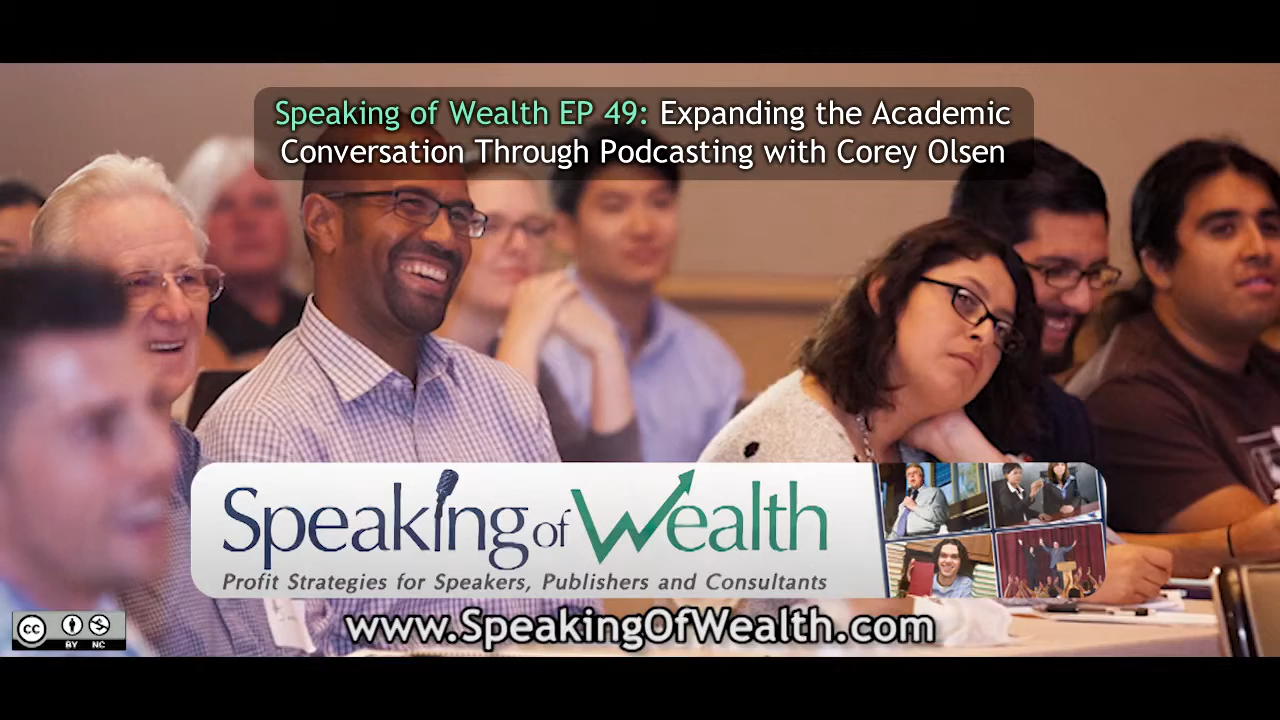 Speaking of Wealth EP 49: Expanding the Academic
Conversation Through Podcasting with Corey Olsen
Speaking of Wealth
Profit Strategies for Speakers, Publishers and Consultants
www.SpeakingOfWealth.com
cc
BY NC